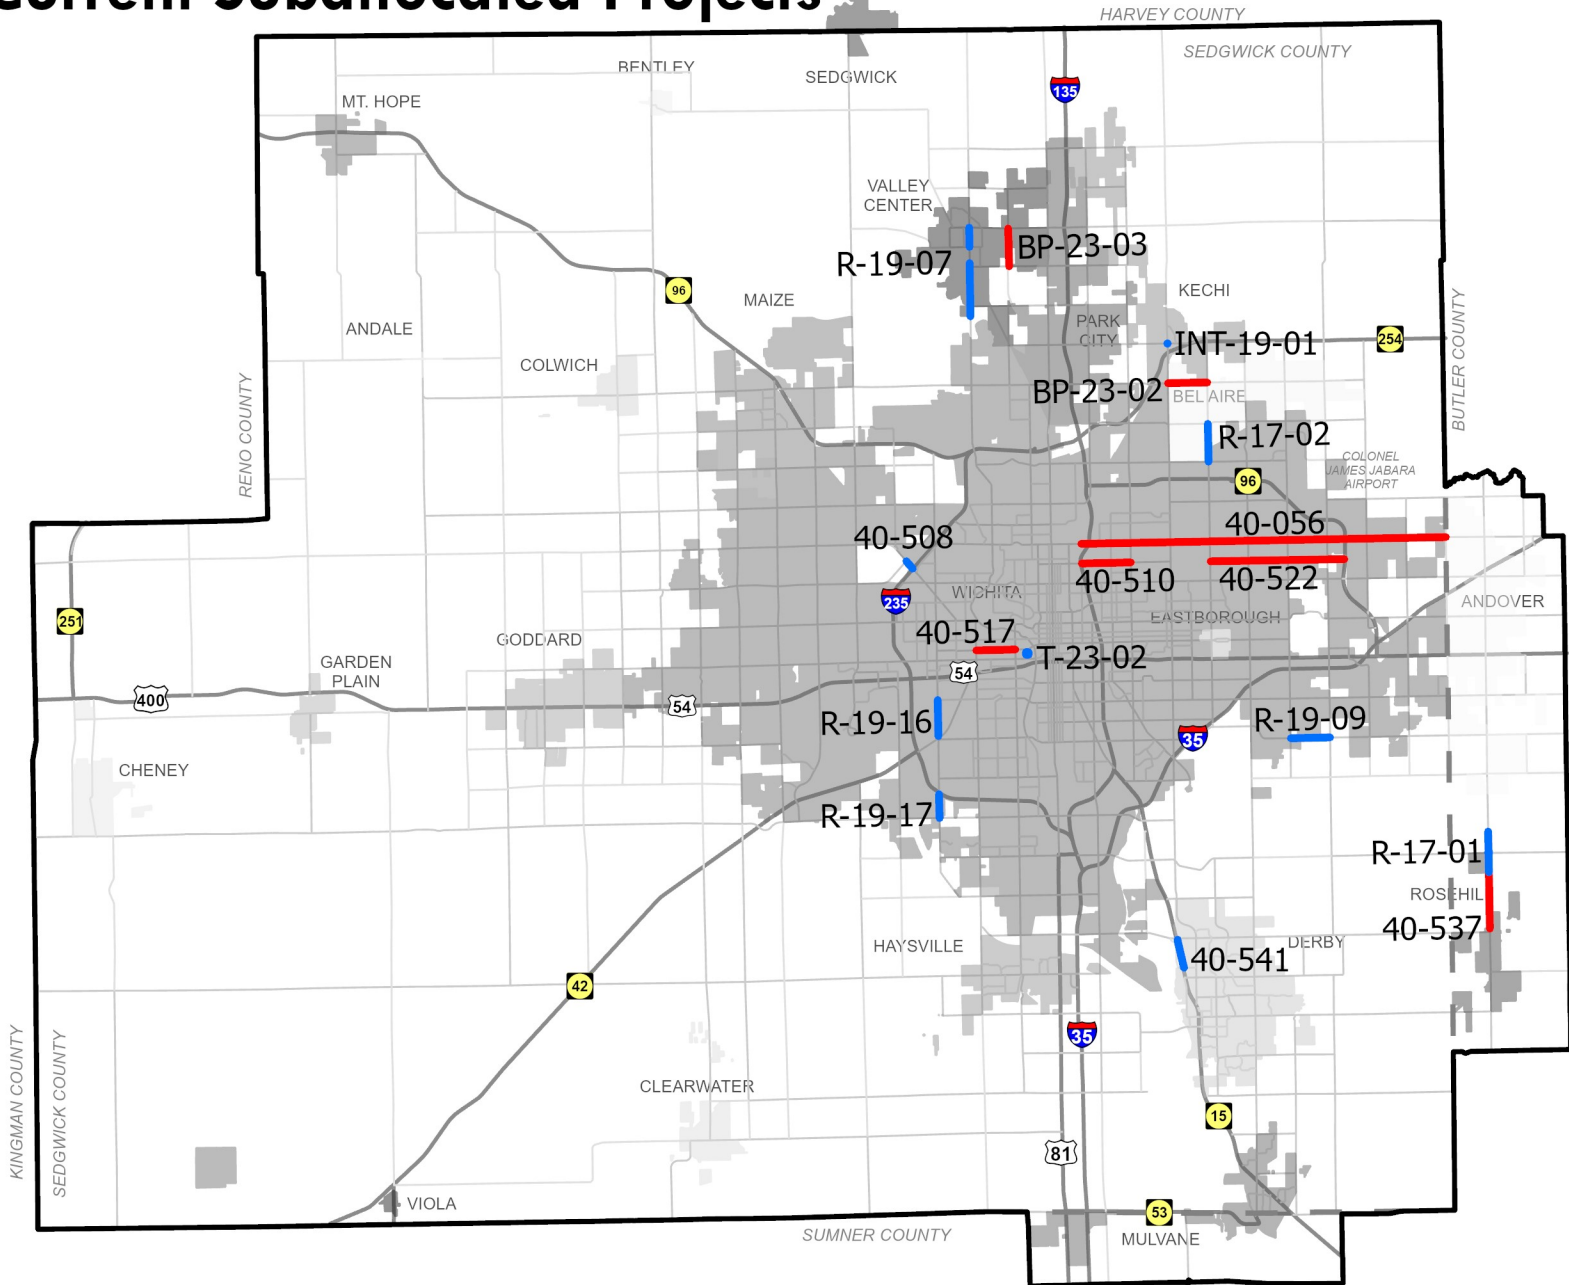 Current Suballocated Projects
HARVEY COUNTY
SEDGWICK COUNTY
BENTLEY
SEDGWICK
135
MT. HOPE
VALLEY
CENTER
BP-23-03
R-19-07
96
KECHI
MAIZE
PARK
CITY
ANDALE
INT-19-01
254
COLWICH
BP-23-02
BEL AIRE
RENO COUNTY
BUTLER COUNTY
R-17-02
COLONEL
JAMES JABARA
AIRPORT
96
40-056
40-508
40-510
40-522
WICHITA
235
ANDOVER
251
EASTBOROUGH
GODDARD
40-517
T-23-02
GARDEN
PLAIN
54
400
54
R-19-16
R-19-09
35
CHENEY
R-19-17
R-17-01
ROSEHIL
40-537
HAYSVILLE
DERBY
40-541
42
35
KINGMAN COUNTY
SEDGWICK COUNTY
CLEARWATER
15
81
VIOLA
53
SUMNER COUNTY
MULVANE